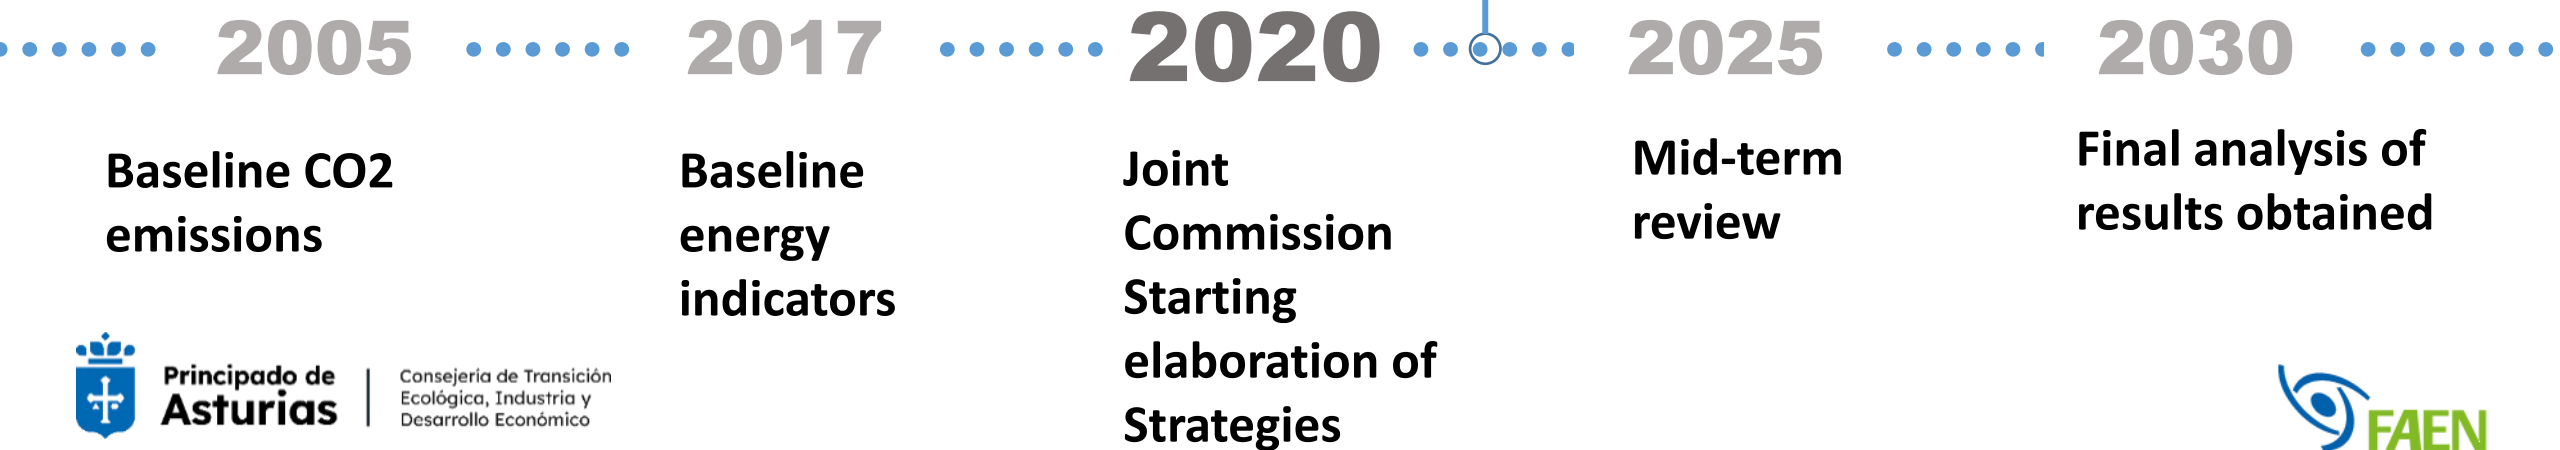 2005
2017
2020
2025
2030
Baseline CO2
emissions
Baseline
energy
indicators
Joint
Commission
Starting
elaboration of
Strategies
Mid-term
review
Final analysis of
results obtained
Principado de
Asturias
Consejería de Transición
Ecológica, Industria y
Desarrollo Económico
FAEN